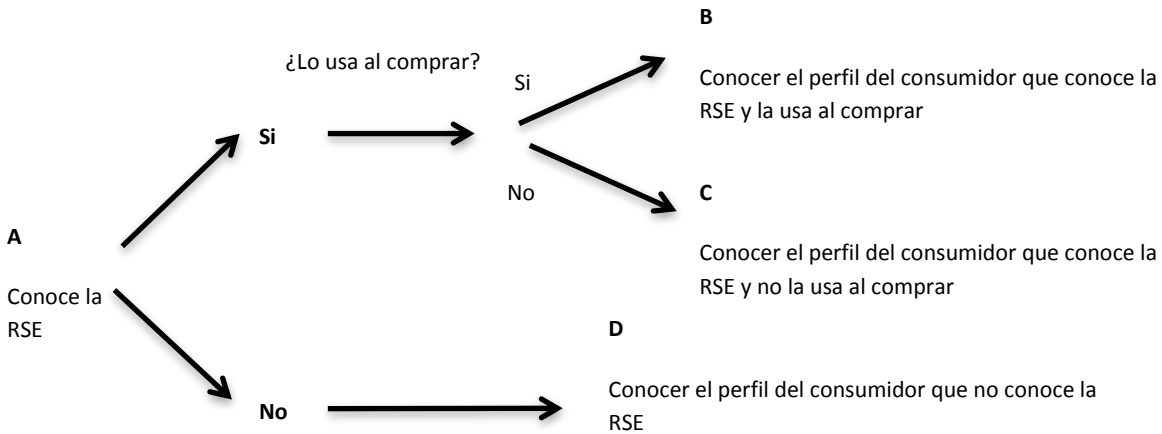 B
¿Lo usa al comprar?
Si
Conocer el perfil del consumidor que conoce la
RSE y la usa al comprar
Si
No
C
A
Conocer el perfil del consumidor que conoce la
RSE y no la usa al comprar
Conoce la
RSE
D
Conocer el perfil del consumidor que no conoce la
RSE
No